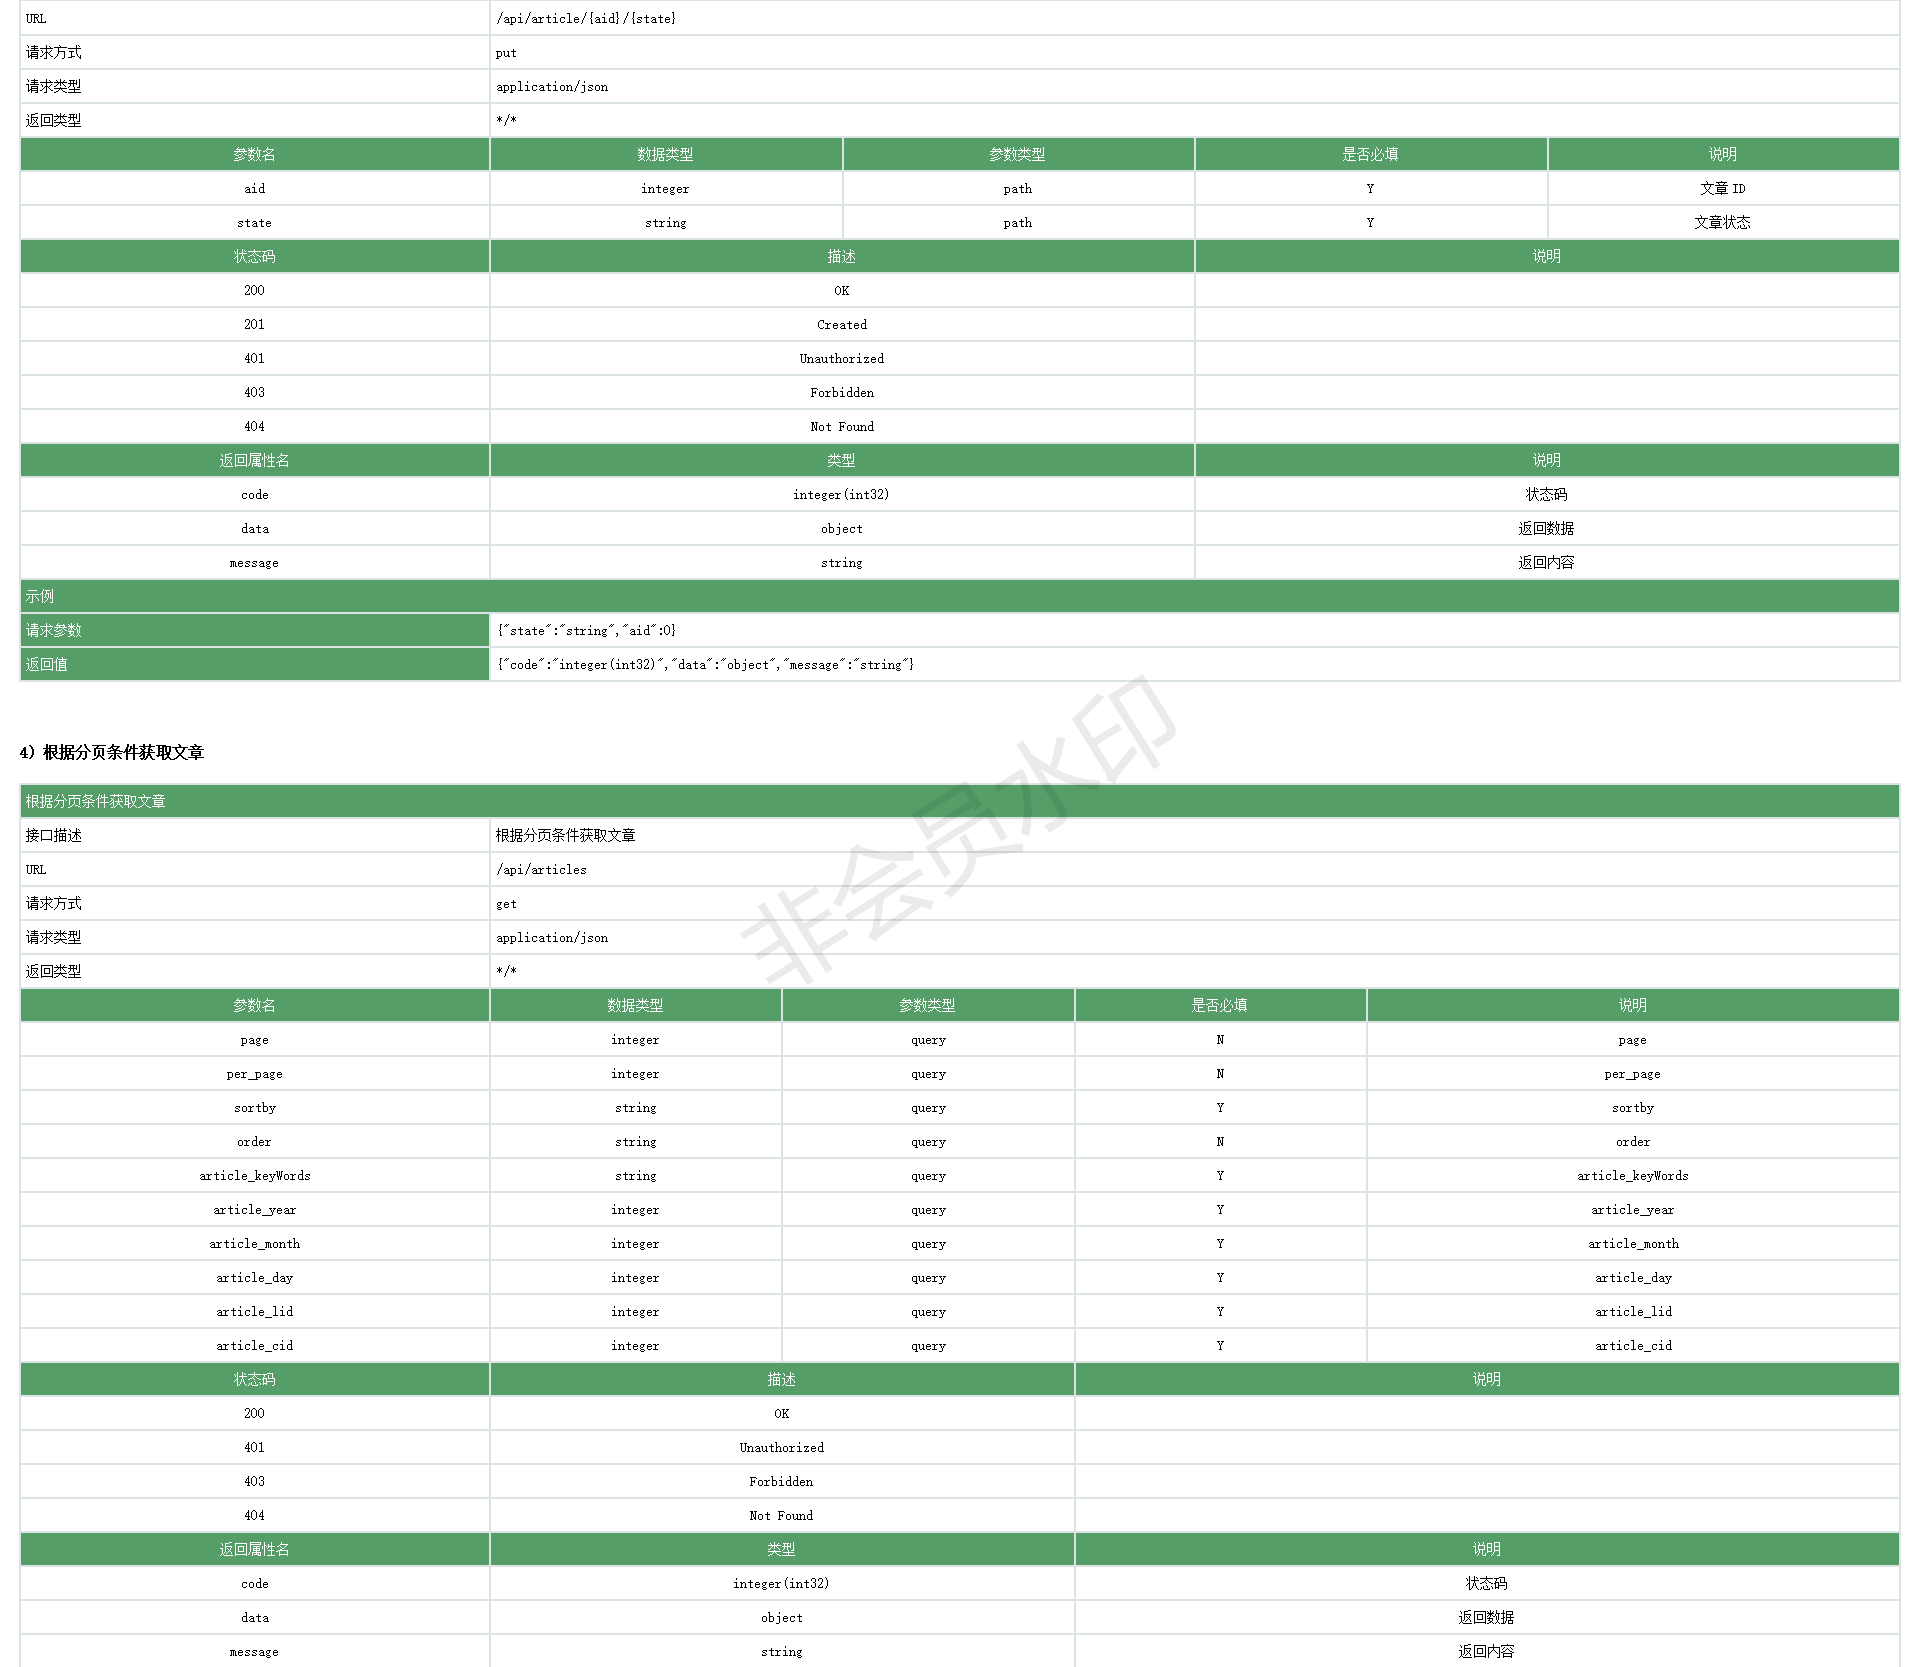 URL /api/article/{aid}/{state}
请求方式 put
请求类型 application/json
返回类型 */*
参数名 数据类型 参数类型 是否必填 说明
aid integer path Y 文章 ID
state string path Y 文章状态
状态码 描述 说明
200 OK
201 Created
401 Unauthorized
403 Forbidden
404 Not Found
返回属性名 类型 说明
code integer(int32) 状态码
data object 返回数据
message string 返回内容
示例
请求参数 {"state":"string","aid":0}
返回值 {"code":"integer(int32)","data":"object","message":"string"}
非会员水印
4）根据分页条件获取文章
根据分页条件获取文章
接口描述 根据分页条件获取文章
URL /api/articles
请求方式 get
请求类型 application/json
返回类型 */*
参数名 数据类型 参数类型 是否必填 说明
page integer query N page
per_page integer query N per_page
sortby string query Y sortby
order string query N order
article_keyWords string query Y article_keyWords
article_year integer query Y article_year
article_month integer query Y article_month
article_day integer query Y article_day
article_lid integer query Y article_lid
article_cid integer query Y article_cid
状态码 描述 说明
200 OK
401 Unauthorized
403 Forbidden
404 Not Found
返回属性名 类型 说明
code integer(int32) 状态码
data object 返回数据
message string 返回内容